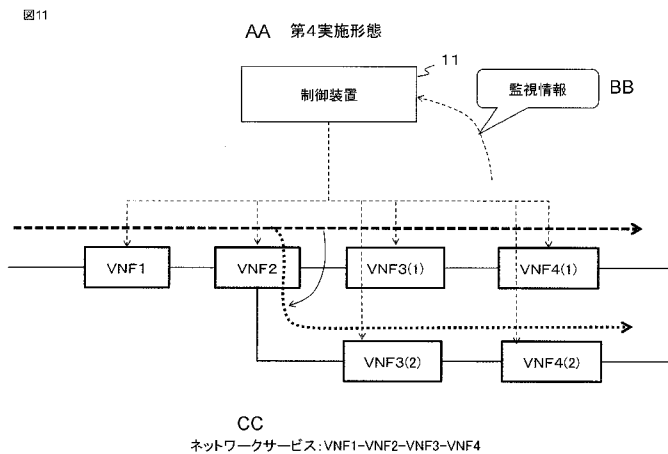 図11
AA 第4実施形態
11
制御装置
監視情報
BB
VNF1
VNF2
VNF3(1)
VNF4(1)
VNF3(2)
VNF4(2)
CC
ネットワークサービス:VNF1-VNF2-VNF3-VNF4